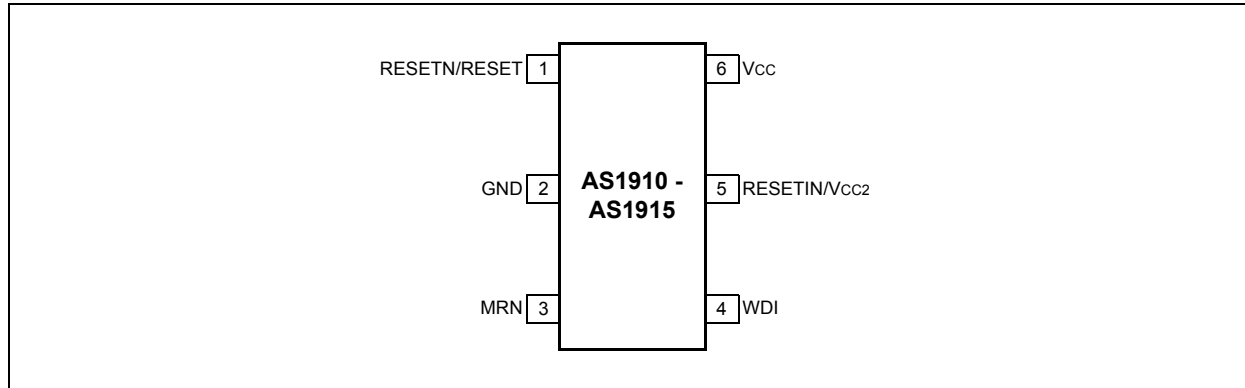 RESETN/RESET 1
6 VCC
GND 2
AS1910 -
AS1915
5 RESETIN/VCC2
MRN 3
4 WDI